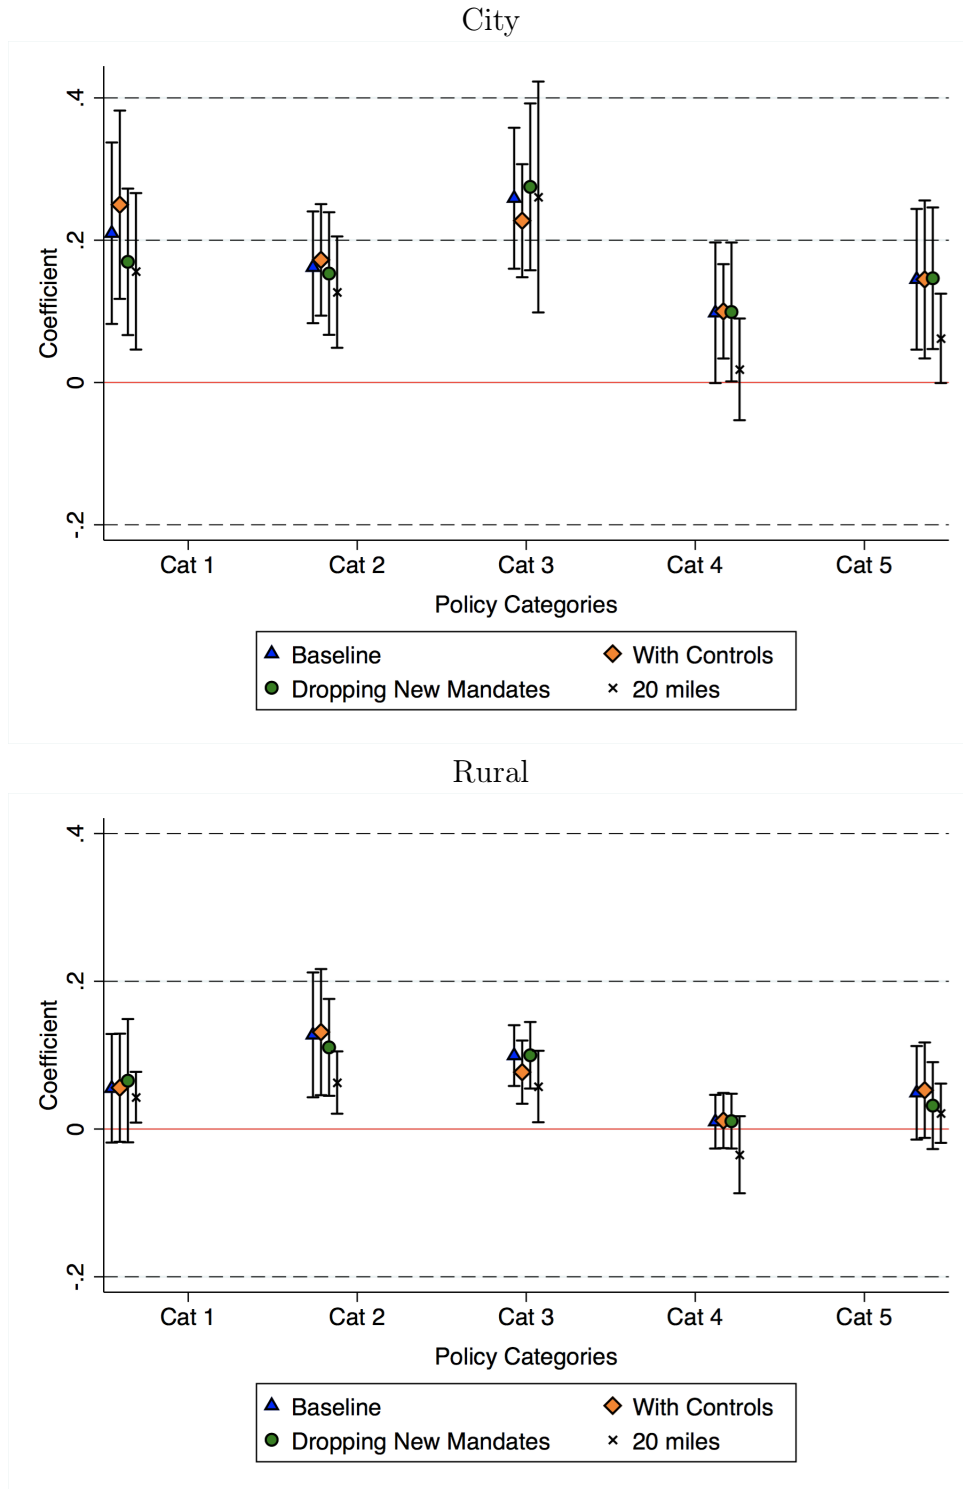 City
.4
.2
0
-.2
Coefficient
Cat 1 Cat 2 Cat 3 Cat 4 Cat 5
Policy Categories
Baseline With Controls
Dropping New Mandates 20 miles
Rural
.4
.2
0
-.2
Coefficient
Cat 1 Cat 2 Cat 3 Cat 4 Cat 5
Policy Categories
Baseline With Controls
Dropping New Mandates 20 miles